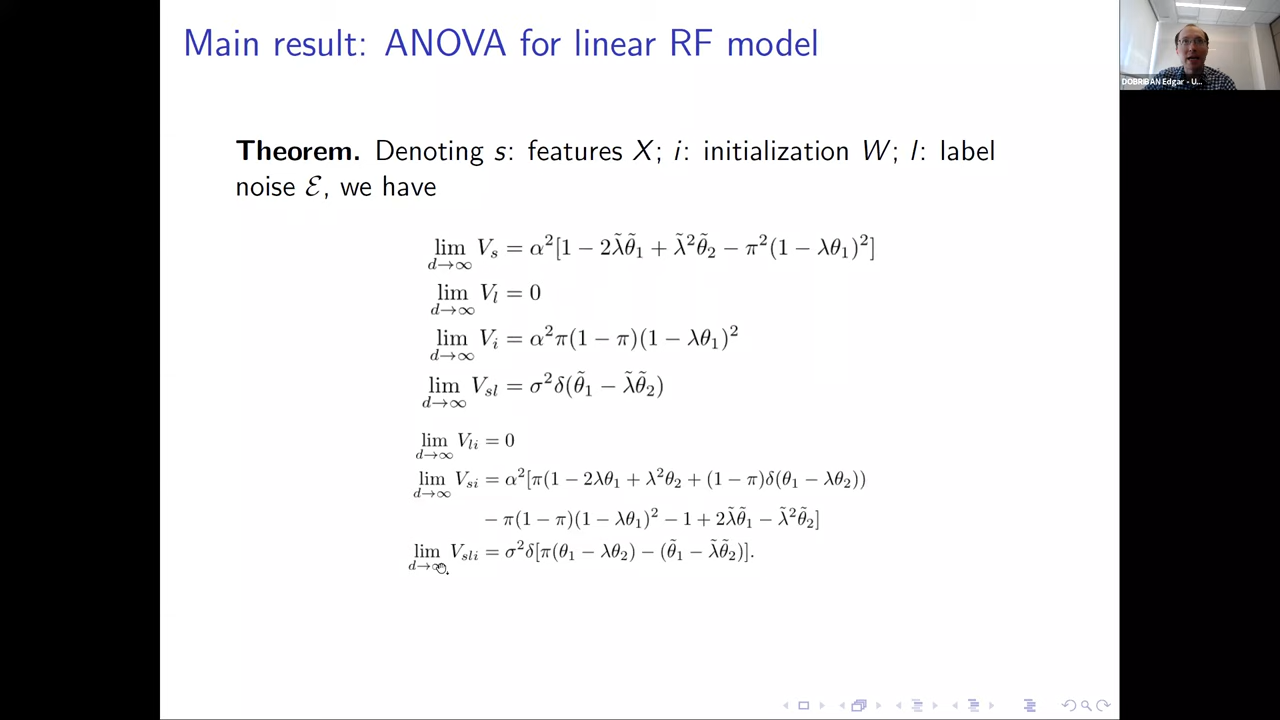 Main result: ANOVA for linear RF model
DOBRIBAN Edgar - U...
Theorem. Denoting s: features X; i: initialization W; l: label
noise ℰ, we have
lim_{d→∞} V_s = α²[1 − 2λ̃θ̃₁ + λ̃²θ̃₂ − π²(1 − λθ₁)²]
lim_{d→∞} V_l = 0
lim_{d→∞} V_i = α²π(1 − π)(1 − λθ₁)²
lim_{d→∞} V_{sl} = σ²δ(θ̃₁ − λ̃θ̃₂)
lim_{d→∞} V_{li} = 0
lim_{d→∞} V_{si} = α²[π(1 − 2λθ₁ + λ²θ₂ + (1 − π)δ(θ₁ − λθ₂))
− π(1 − π)(1 − λθ₁)² − 1 + 2λ̃θ̃₁ − λ̃²θ̃₂]
lim_{d→∞} V_{sli} = σ²δ[π(θ₁ − λθ₂) − (θ̃₁ − λ̃θ̃₂)].